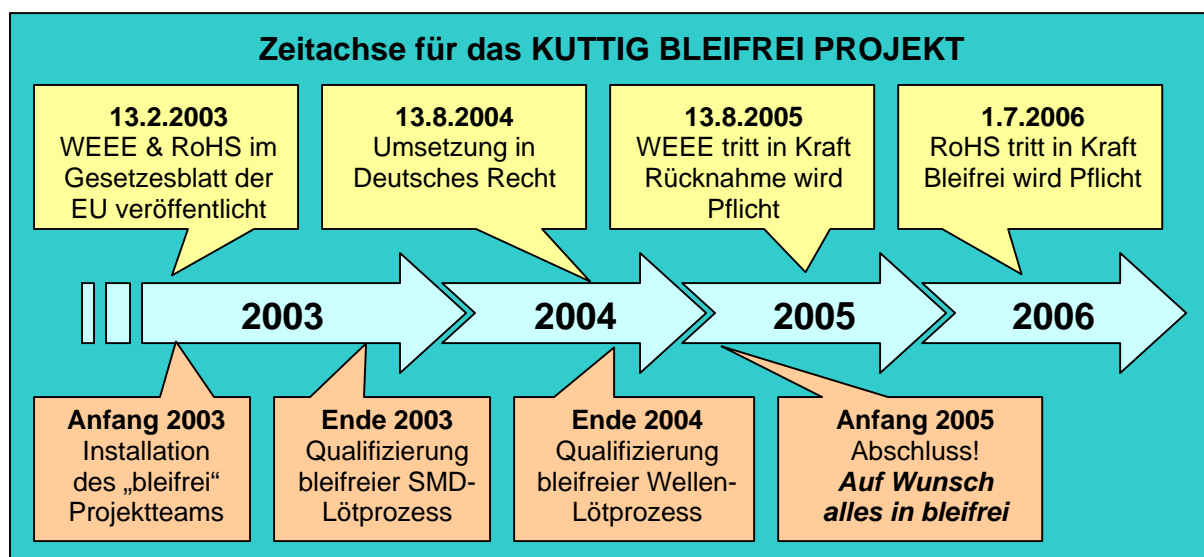 Zeitachse für das KUTTIG BLEIFREI PROJEKT
13.2.2003
WEEE & RoHS im
Gesetzesblatt der
EU veröffentlicht
13.8.2004
Umsetzung in
Deutsches Recht
13.8.2005
WEEE tritt in Kraft
Rücknahme wird
Pflicht
1.7.2006
RoHS tritt in Kraft
Bleifrei wird Pflicht
2003
2004
2005
2006
Anfang 2003
Installation
des „bleifrei“
Projektteams
Ende 2003
Qualifizierung
bleifreier SMD-
Lötprozess
Ende 2004
Qualifizierung
bleifreier Wellen-
Lötprozess
Anfang 2005
Abschluss!
Auf Wunsch
alles in bleifrei